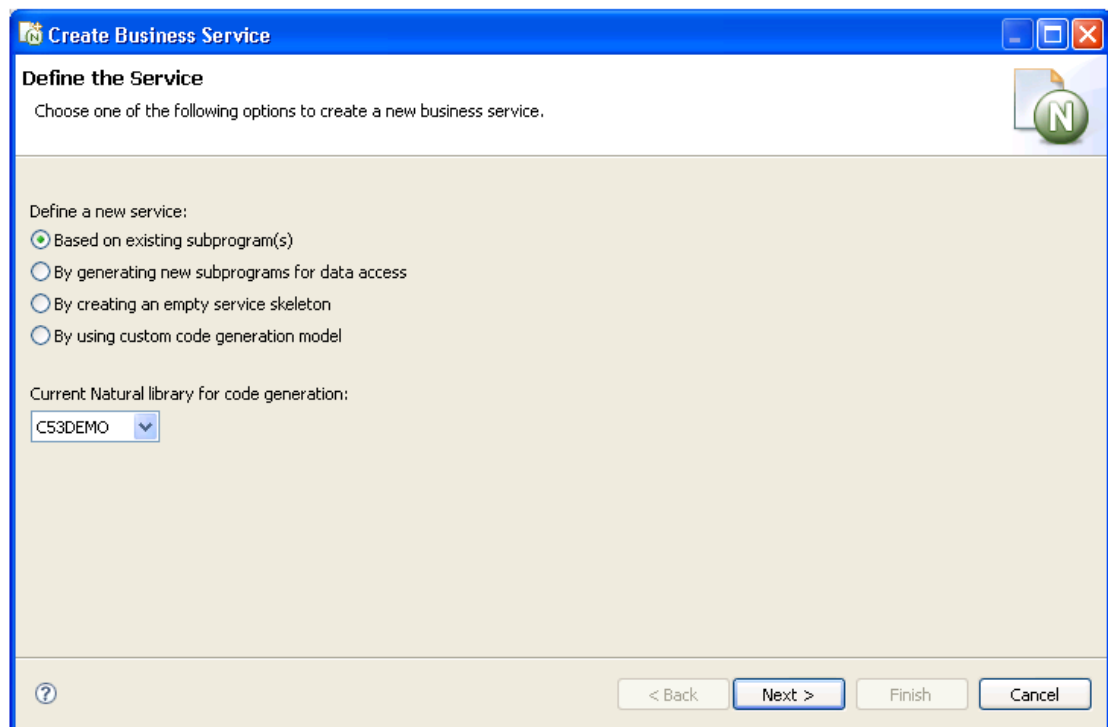 Create Business Service
Define the Service
Choose one of the following options to create a new business service.
N
Define a new service:
Based on existing subprogram(s)
By generating new subprograms for data access
By creating an empty service skeleton
By using custom code generation model
Current Natural library for code generation:
C53DEMO
?
< Back
Next >
Finish
Cancel